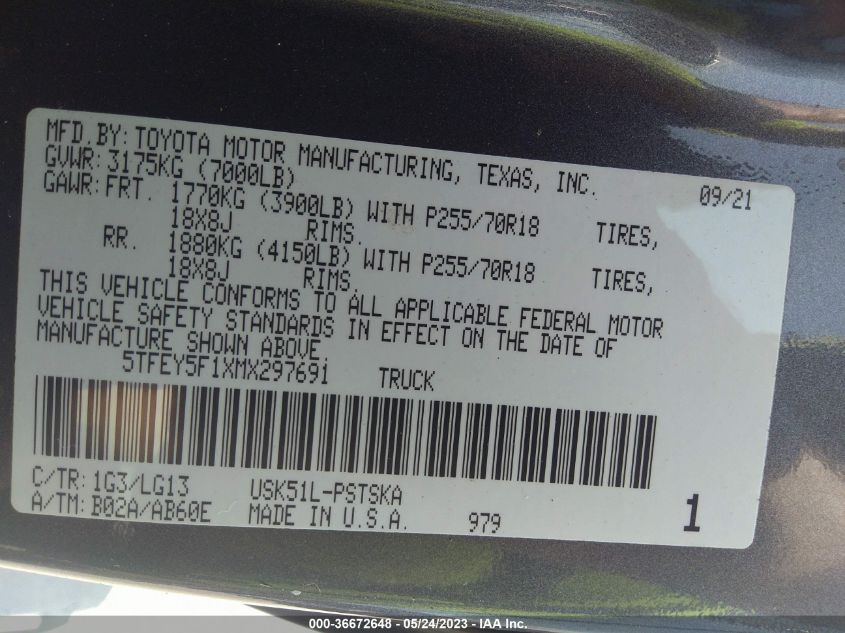 MFD. BY: TOYOTA MOTOR MANUFACTURING, TEXAS, INC. 09/21
GVWR: 3175KG (7000LB)
GAWR: FRT. 1770KG (3900LB) WITH P255/70R18 TIRES,
18X8J RIMS.
RR. 1880KG (4150LB) WITH P255/70R18 TIRES,
18X8J RIMS.
THIS VEHICLE CONFORMS TO ALL APPLICABLE FEDERAL MOTOR
VEHICLE SAFETY STANDARDS IN EFFECT ON THE DATE OF
MANUFACTURE SHOWN ABOVE.
5TFEY5F1XMX297691 TRUCK
C/TR: 1G3/LG13 USK51L-PSTSKA
A/TM: B02A/AB60E MADE IN U.S.A. 979 1
000-36672648 - 05/24/2023 - IAA Inc.